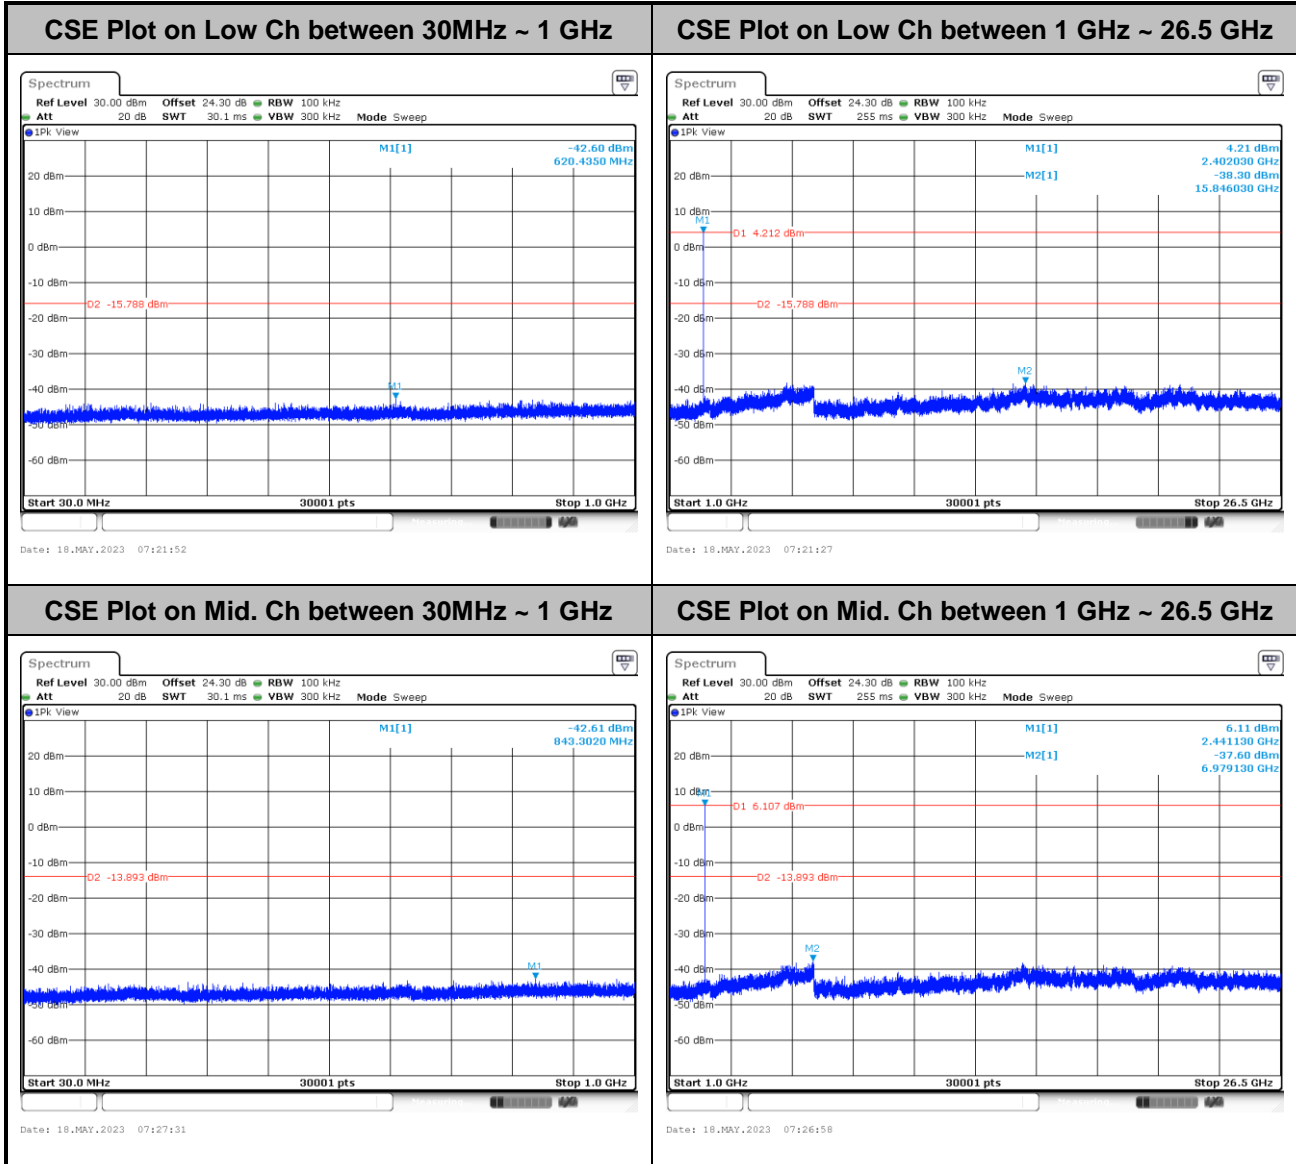 CSE Plot on Low Ch between 30MHz ~ 1 GHz
Spectrum
Ref Level 30.00 dBm Offset 24.30 dB RBW 100 kHz
Att 20 dB SWT 30.1 ms VBW 300 kHz Mode Sweep
1Pk View
M1[1] -42.60 dBm
620.4350 MHz
20 dBm
10 dBm
0 dBm
-10 dBm
D2 -15.788 dBm
-20 dBm
-30 dBm
M1
-40 dBm
-50 dBm
-60 dBm
Start 30.0 MHz 30001 pts Stop 1.0 GHz
Measuring
Date: 18.MAY.2023 07:21:52
CSE Plot on Low Ch between 1 GHz ~ 26.5 GHz
Spectrum
Ref Level 30.00 dBm Offset 24.30 dB RBW 100 kHz
Att 20 dB SWT 255 ms VBW 300 kHz Mode Sweep
1Pk View
M1[1] 4.21 dBm
2.402030 GHz
20 dBm M2[1] -38.30 dBm
15.846030 GHz
10 dBm
M1
D1 4.212 dBm
0 dBm
-10 dBm
D2 -15.788 dBm
-20 dBm
-30 dBm
M2
-40 dBm
-50 dBm
-60 dBm
Start 1.0 GHz 30001 pts Stop 26.5 GHz
Measuring
Date: 18.MAY.2023 07:21:27
CSE Plot on Mid. Ch between 30MHz ~ 1 GHz
Spectrum
Ref Level 30.00 dBm Offset 24.30 dB RBW 100 kHz
Att 20 dB SWT 30.1 ms VBW 300 kHz Mode Sweep
1Pk View
M1[1] -42.61 dBm
843.3020 MHz
20 dBm
10 dBm
0 dBm
-10 dBm
D2 -13.893 dBm
-20 dBm
-30 dBm
M1
-40 dBm
-50 dBm
-60 dBm
Start 30.0 MHz 30001 pts Stop 1.0 GHz
Measuring
Date: 18.MAY.2023 07:27:31
CSE Plot on Mid. Ch between 1 GHz ~ 26.5 GHz
Spectrum
Ref Level 30.00 dBm Offset 24.30 dB RBW 100 kHz
Att 20 dB SWT 255 ms VBW 300 kHz Mode Sweep
1Pk View
M1[1] 6.11 dBm
2.441130 GHz
20 dBm M2[1] -37.60 dBm
6.979130 GHz
10 dBm
M1
D1 6.107 dBm
0 dBm
-10 dBm
D2 -13.893 dBm
-20 dBm
-30 dBm
M2
-40 dBm
-50 dBm
-60 dBm
Start 1.0 GHz 30001 pts Stop 26.5 GHz
Measuring
Date: 18.MAY.2023 07:26:58